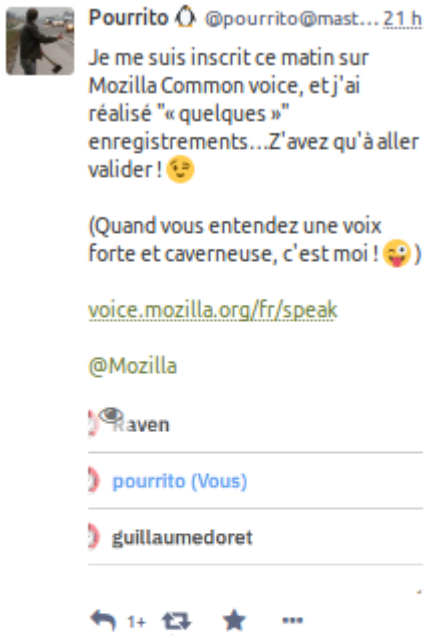 Pourrito @pourrito@mast... 21 h
Je me suis inscrit ce matin sur
Mozilla Common voice, et j'ai
réalisé "« quelques »"
enregistrements...Z'avez qu'à aller
valider ! 😉
(Quand vous entendez une voix
forte et caverneuse, c'est moi ! 😜 )
voice.mozilla.org/fr/speak
@Mozilla
Raven
pourrito (Vous)
guillaumedoret
1+